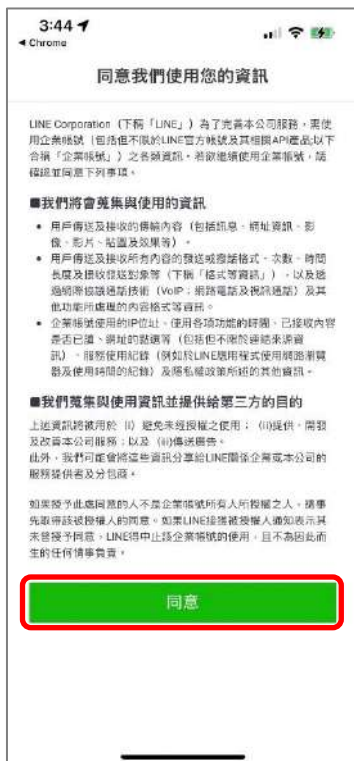 3:44
◀ Chrome
同意我們使用您的資訊
LINE Corporation（下稱「LINE」）為了完善本公司服務，需使
用企業帳號（包括但不限於LINE官方帳號及其相關API產品;以下
合稱「企業帳號」）之各類資訊。若欲繼續使用企業帳號，請
確認並同意下列事項。
■我們將會蒐集與使用的資訊
• 用戶傳送及接收的傳輸內容（包括訊息、網址資訊、影
像、影片、貼圖及效果等）。
• 用戶傳送及接收所有內容的發送或撥話格式、次數、時間
長度及接收發送對象等（下稱「格式等資訊」），以及透
過網際協議通話技術（VoIP；網路電話及視訊通話）及其
他功能所處理的內容格式等資訊。
• 企業帳號使用的IP位址、使用各項功能的時間、已接收內容
是否已讀、網址的點選等（包括但不限於連結來源資
訊）、服務使用紀錄（例如於LINE應用程式使用網路瀏覽
器及使用時間的紀錄）及隱私權政策所述的其他資訊。
■我們蒐集與使用資訊並提供給第三方的目的
上述資訊將被用於 (i) 避免未經授權之使用； (ii)提供、開發
及改善本公司服務；以及 (iii)傳送廣告。
此外，我們可能會將這些資訊分享給LINE關係企業或本公司的
服務提供者及分包商。
如果授予此處同意的人不是企業帳號所有人所授權之人，請事
先取得該被授權人的同意。如果LINE接獲被授權人通知表示其
未曾授予同意，LINE得中止該企業帳號的使用，且不為因此而
生的任何情事負責。
同意